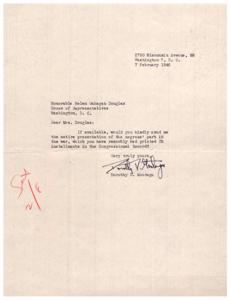 2700 Wisconsin Avenue, NW
Washington 7, D. C.
7 February 1946
Honorable Helen Gahagan Douglas
House of Representatives
Washington, D. C.
Dear Mrs. Douglas:
If available, would you kindly send me
the entire presentation of the negroes' part in
the war, which you have recently had printed in
installments in the Congressional Record?
Very truly yours,
Dorothy
Dorothy